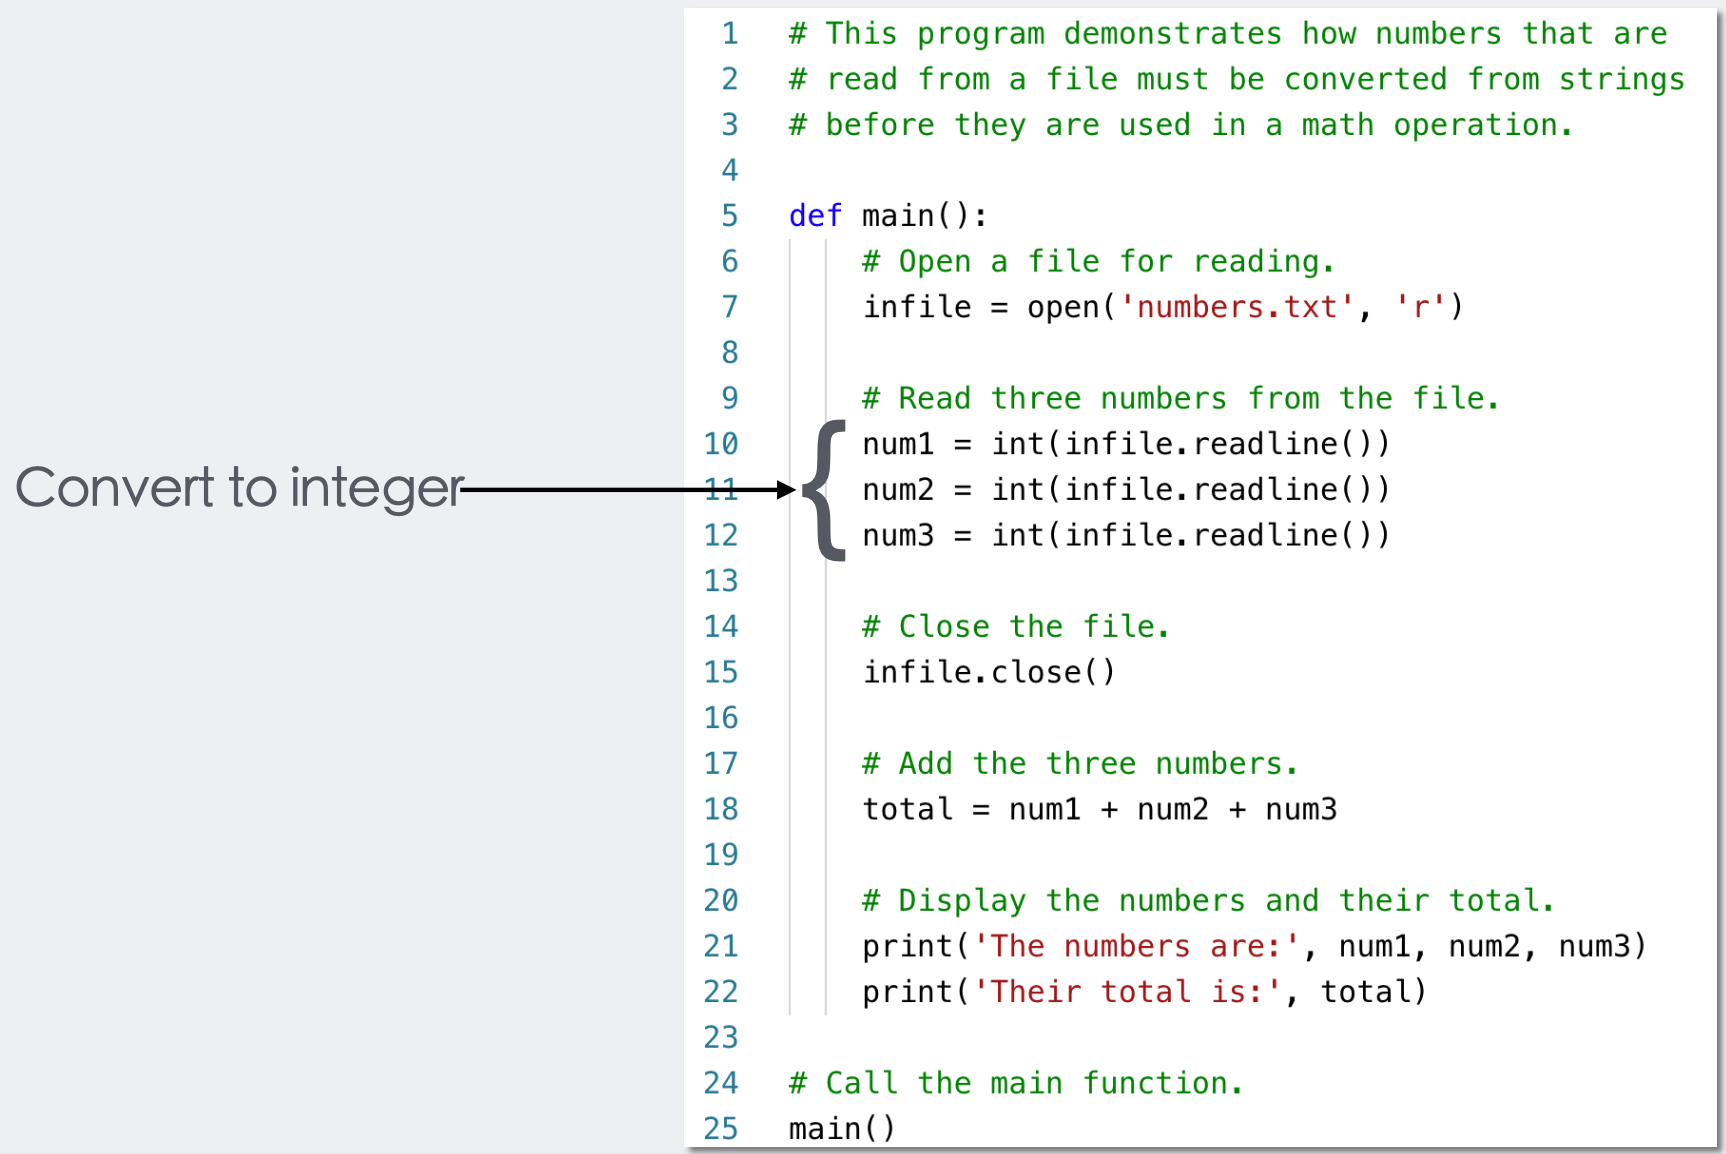 1 # This program demonstrates how numbers that are
2 # read from a file must be converted from strings
3 # before they are used in a math operation.
4
5 def main():
6     # Open a file for reading.
7     infile = open('numbers.txt', 'r')
8
9     # Read three numbers from the file.
10     num1 = int(infile.readline())
Convert to integer
11     num2 = int(infile.readline())
12     num3 = int(infile.readline())
13
14     # Close the file.
15     infile.close()
16
17     # Add the three numbers.
18     total = num1 + num2 + num3
19
20     # Display the numbers and their total.
21     print('The numbers are:', num1, num2, num3)
22     print('Their total is:', total)
23
24 # Call the main function.
25 main()